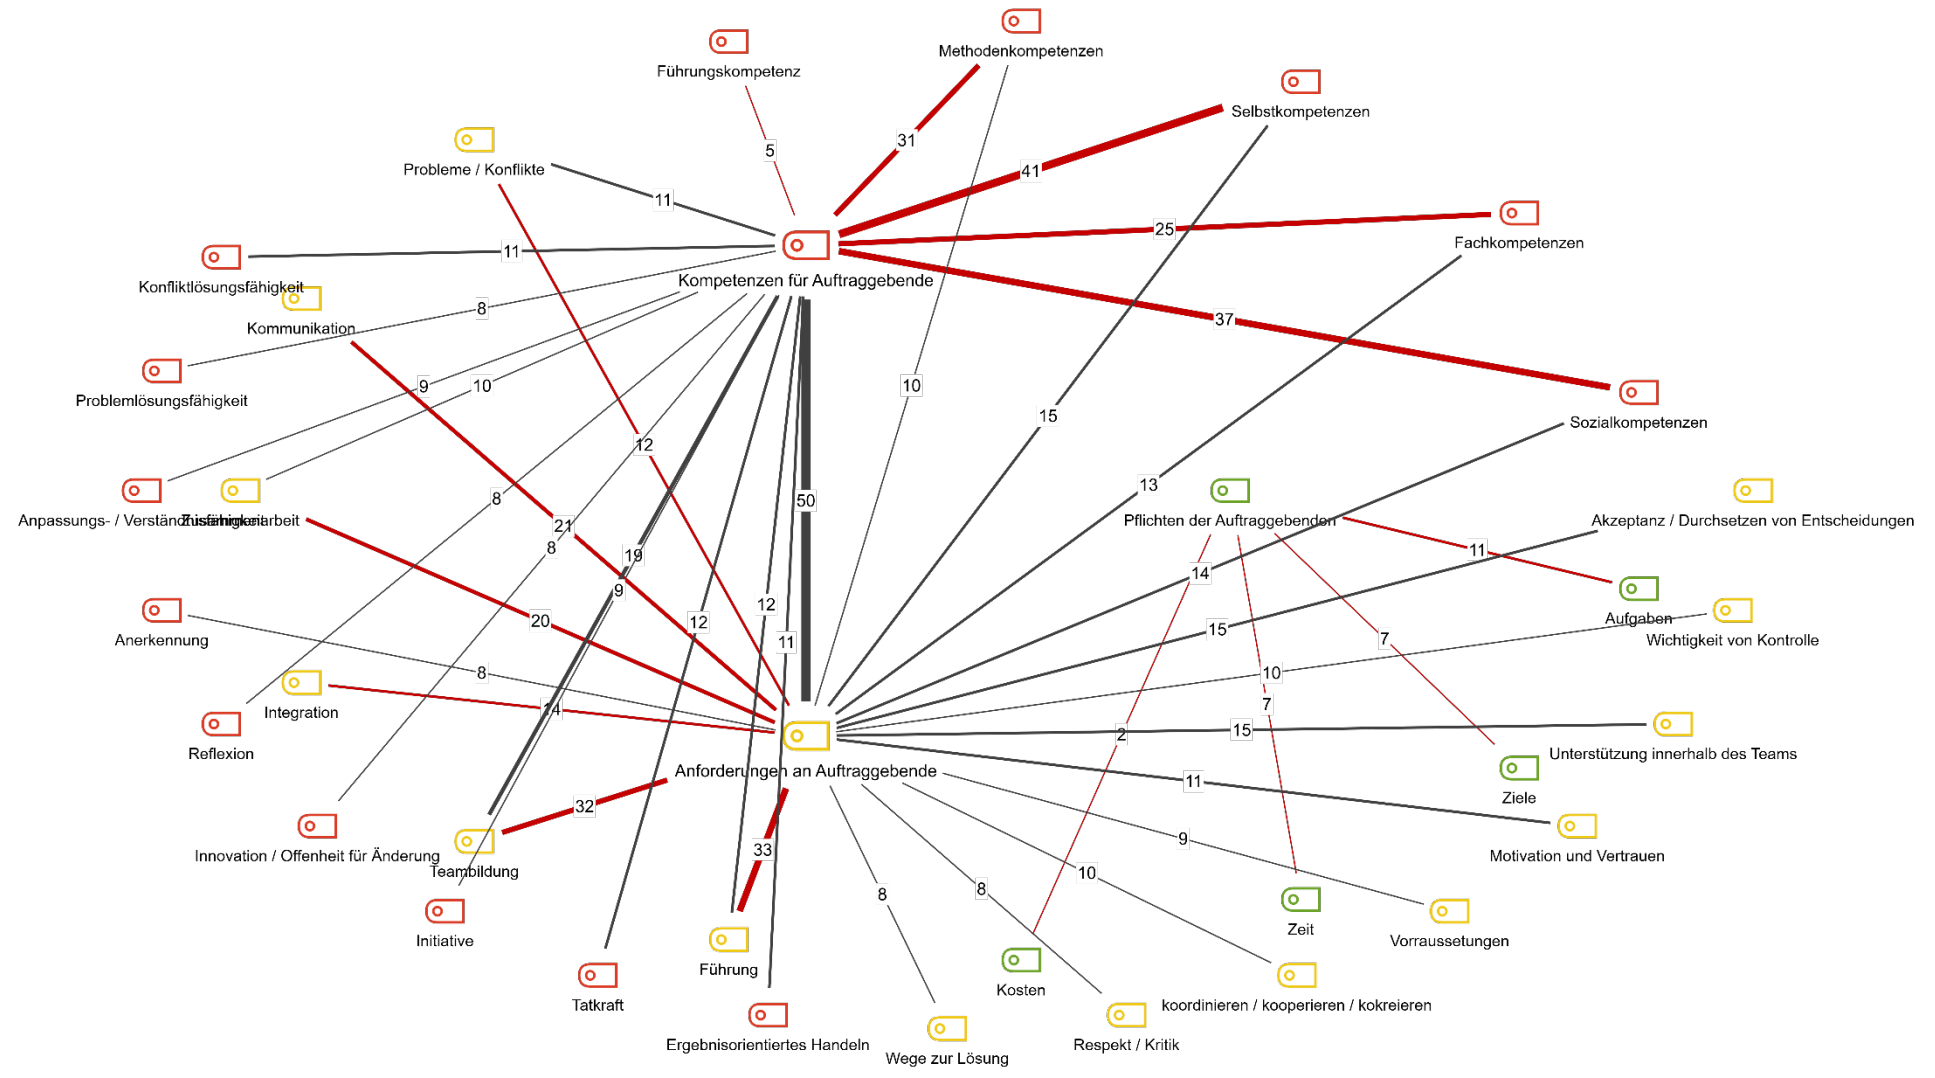 Methodenkompetenzen
Führungskompetenz
Selbstkompetenzen
31
5
Probleme / Konflikte
41
11
25
Fachkompetenzen
11
Kompetenzen für Auftraggebende
Konfliktlösungsfähigkeit
8
37
Kommunikation
9
10
10
Problemlösungsfähigkeit
15
Sozialkompetenzen
12
13
8
50
Anpassungs- / Verständnisfähigkeit
Zusammenarbeit
21
Pflichten der Auftraggebenden
Akzeptanz / Durchsetzen von Entscheidungen
8
19
11
14
9
12
20
12
Aufgaben
15
Anerkennung
11
7
Wichtigkeit von Kontrolle
8
10
Integration
14
7
2
15
Reflexion
Unterstützung innerhalb des Teams
Anforderungen an Auftraggebende
11
Ziele
32
33
9
Innovation / Offenheit für Änderung
Motivation und Vertrauen
Teambildung
8
8
10
Initiative
Zeit
Vorraussetungen
Führung
Kosten
Tatkraft
koordinieren / kooperieren / kokreieren
Ergebnisorientiertes Handeln
Respekt / Kritik
Wege zur Lösung